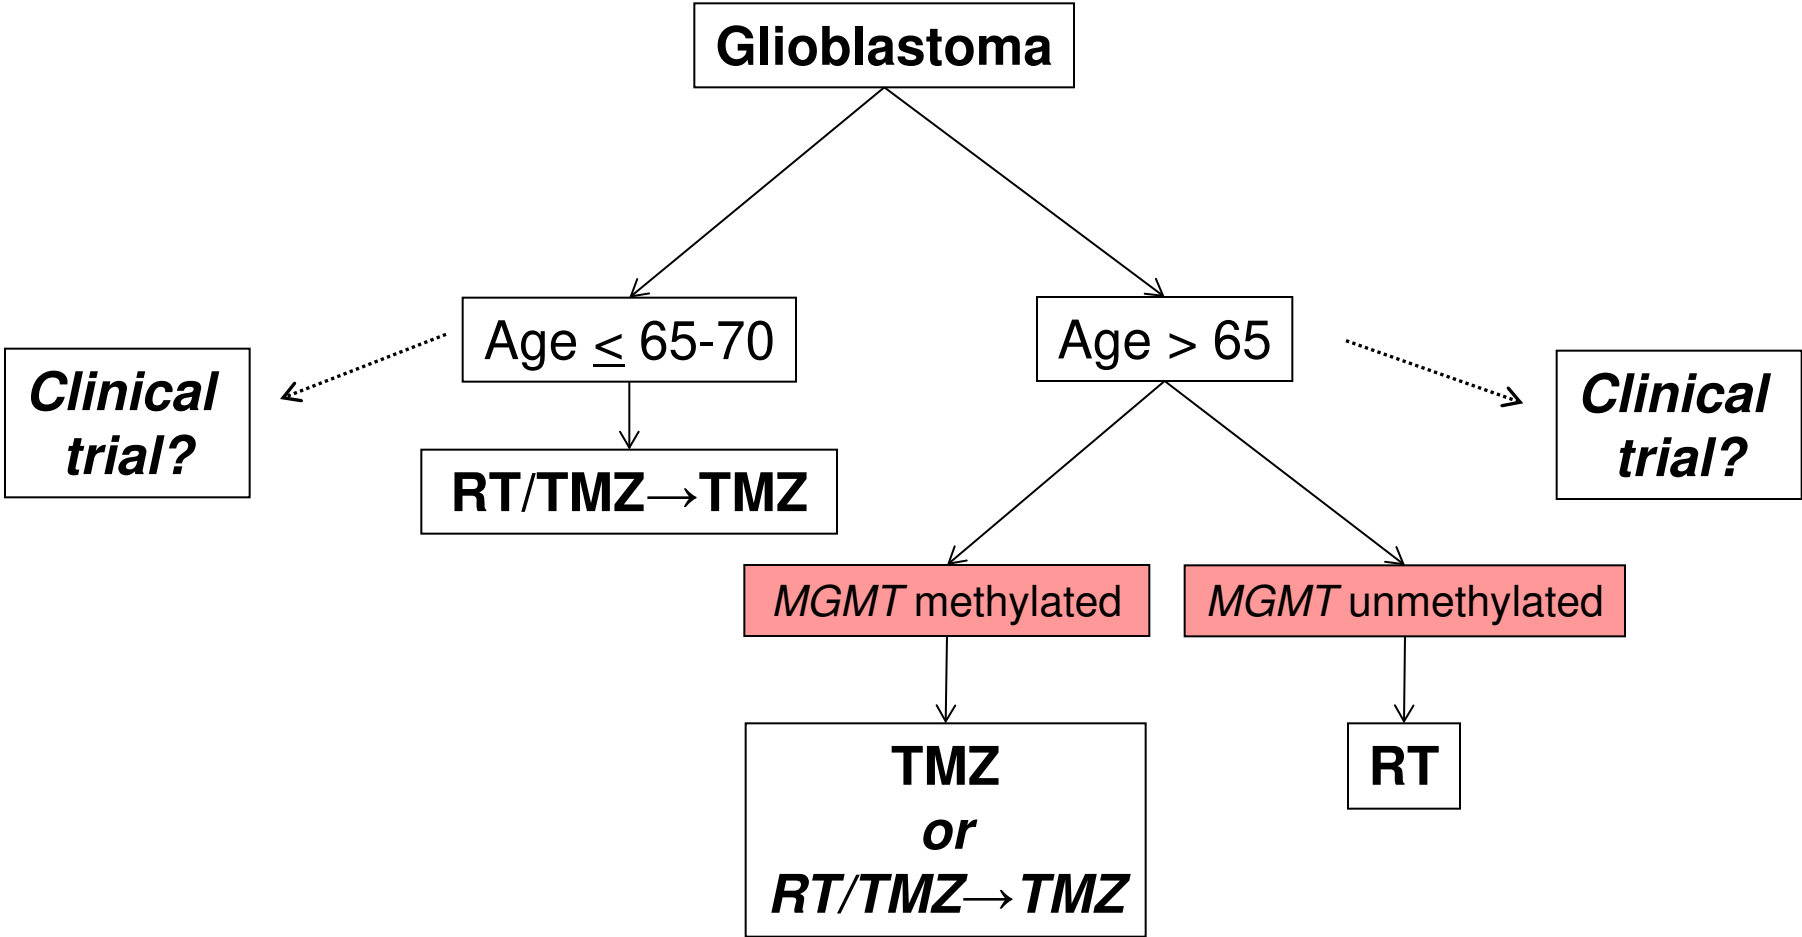 Glioblastoma
Age ≤ 65-70
Age > 65
Clinical
trial?
Clinical
trial?
RT/TMZ→TMZ
MGMT methylated
MGMT unmethylated
TMZ
or
RT/TMZ→TMZ
RT